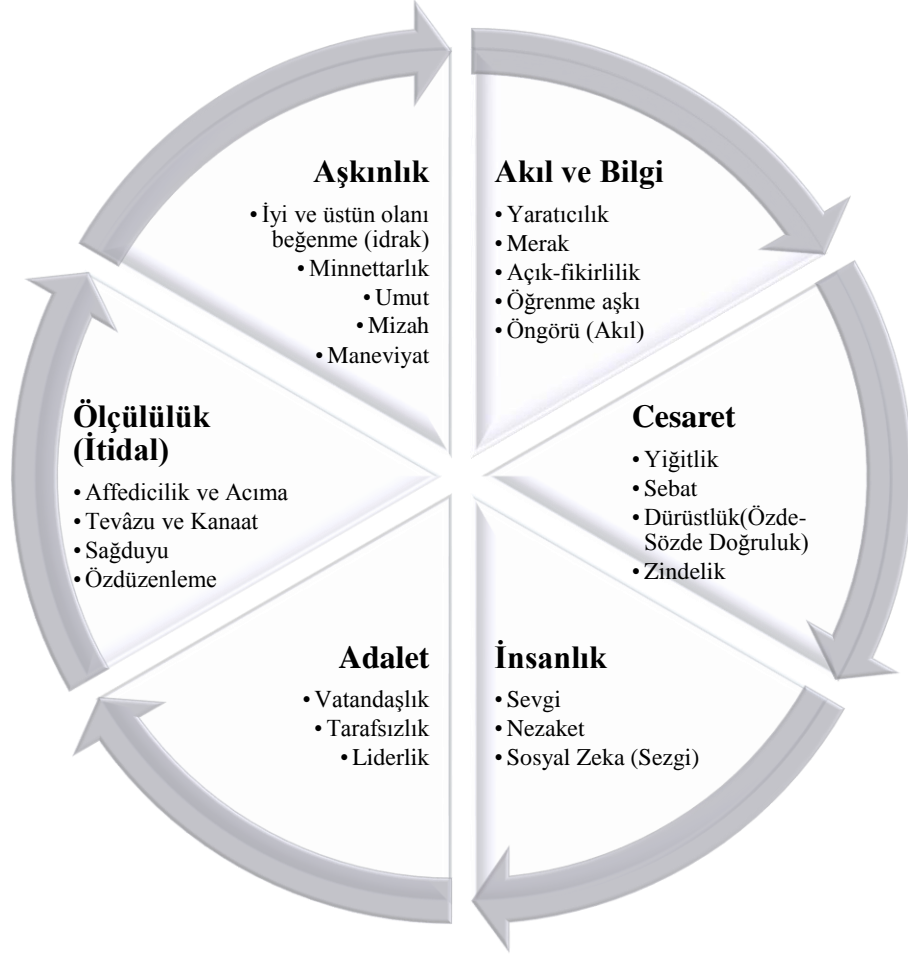 Aşkınlık
• İyi ve üstün olanı
beğenme (idrak)
• Minnettarlık
• Umut
• Mizah
• Maneviyat
Akıl ve Bilgi
• Yaratıcılık
• Merak
• Açık-fikirlilik
• Öğrenme aşkı
• Öngörü (Akıl)
Cesaret
• Yiğitlik
• Sebat
• Dürüstlük(Özde-
Sözde Doğruluk)
• Zindelik
İnsanlık
• Sevgi
• Nezaket
• Sosyal Zeka (Sezgi)
Adalet
• Vatandaşlık
• Tarafsızlık
• Liderlik
Ölçülülük
(İtidal)
• Affedicilik ve Acıma
• Tevâzu ve Kanaat
• Sağduyu
• Özdüzenleme